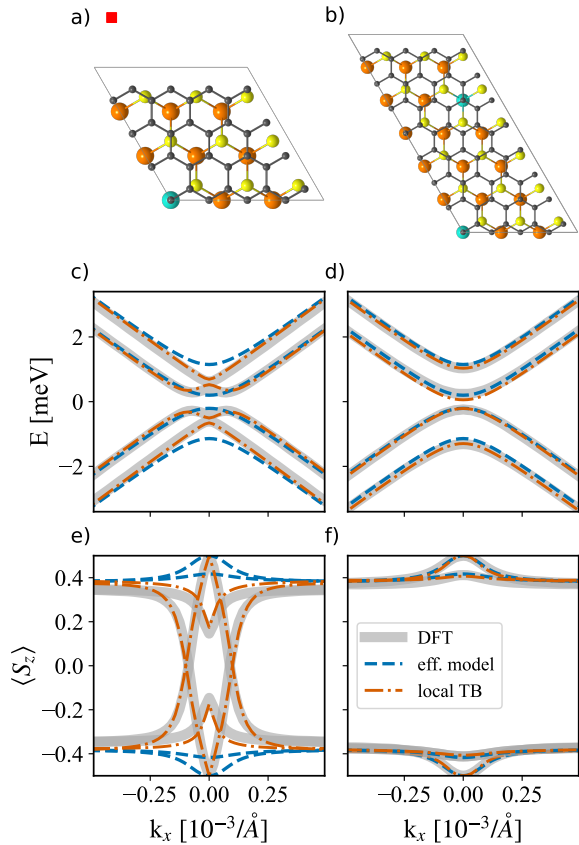 a)
b)
c)
d)
E [meV]
2
0
−2
e)
f)
⟨S_z⟩
0.4
0.2
0.0
−0.2
−0.4
DFT
eff. model
local TB
−0.25
0.00
0.25
−0.25
0.00
0.25
k_x [10⁻³/Å]
k_x [10⁻³/Å]